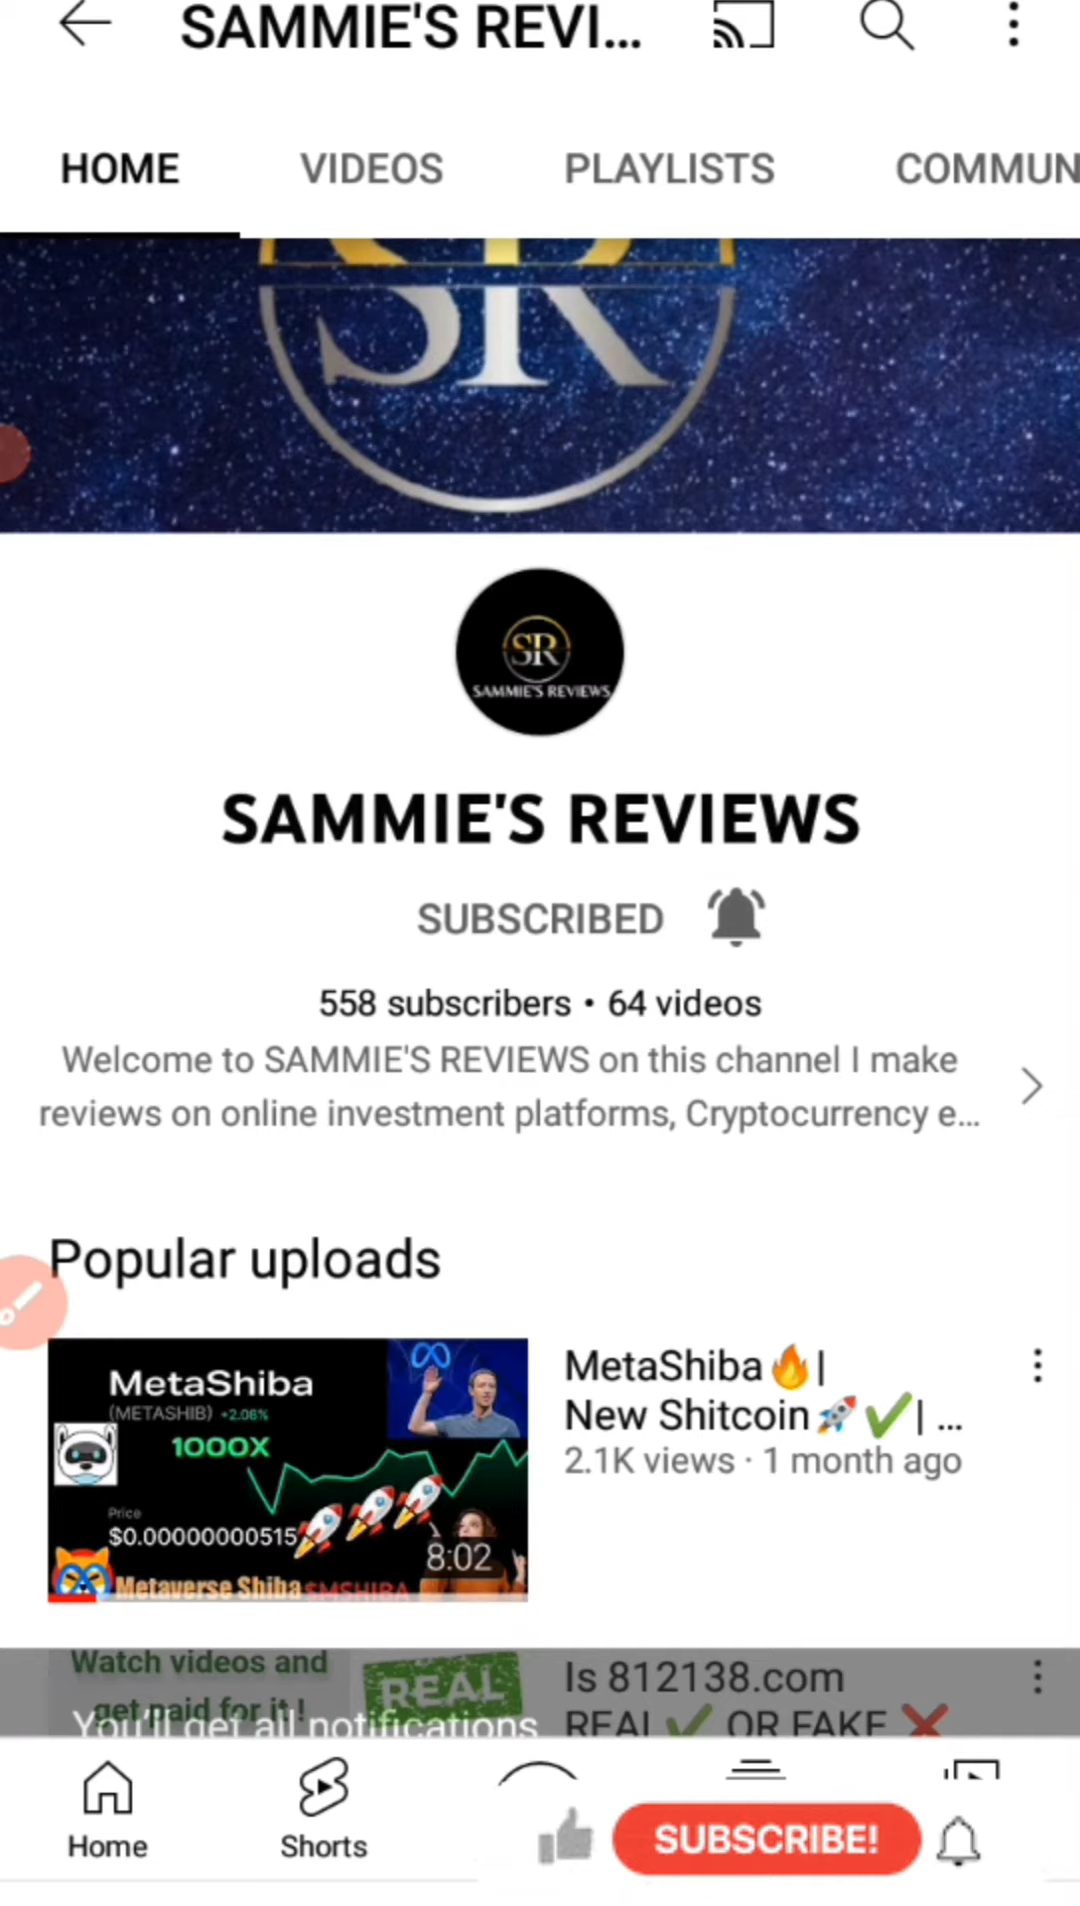 SAMMIE'S REVI...
HOME VIDEOS PLAYLISTS COMMUN
SR
SR
SAMMIE'S REVIEWS
SAMMIE'S REVIEWS
SUBSCRIBED
558 subscribers • 64 videos
Welcome to SAMMIE'S REVIEWS on this channel I make
reviews on online investment platforms, Cryptocurrency e...
Popular uploads
MetaShiba
(METASHIB) +2.06%
1000X
Price
$0.00000000515
8:02
Metaverse Shiba $MSHIBA
MetaShiba🔥|
New Shitcoin🚀✔| ...
2.1K views · 1 month ago
Watch videos and
get paid for it!
REAL
Is 812138.com
REAL✔ OR FAKE❌
You'll get all notifications
Home
Shorts
SUBSCRIBE!